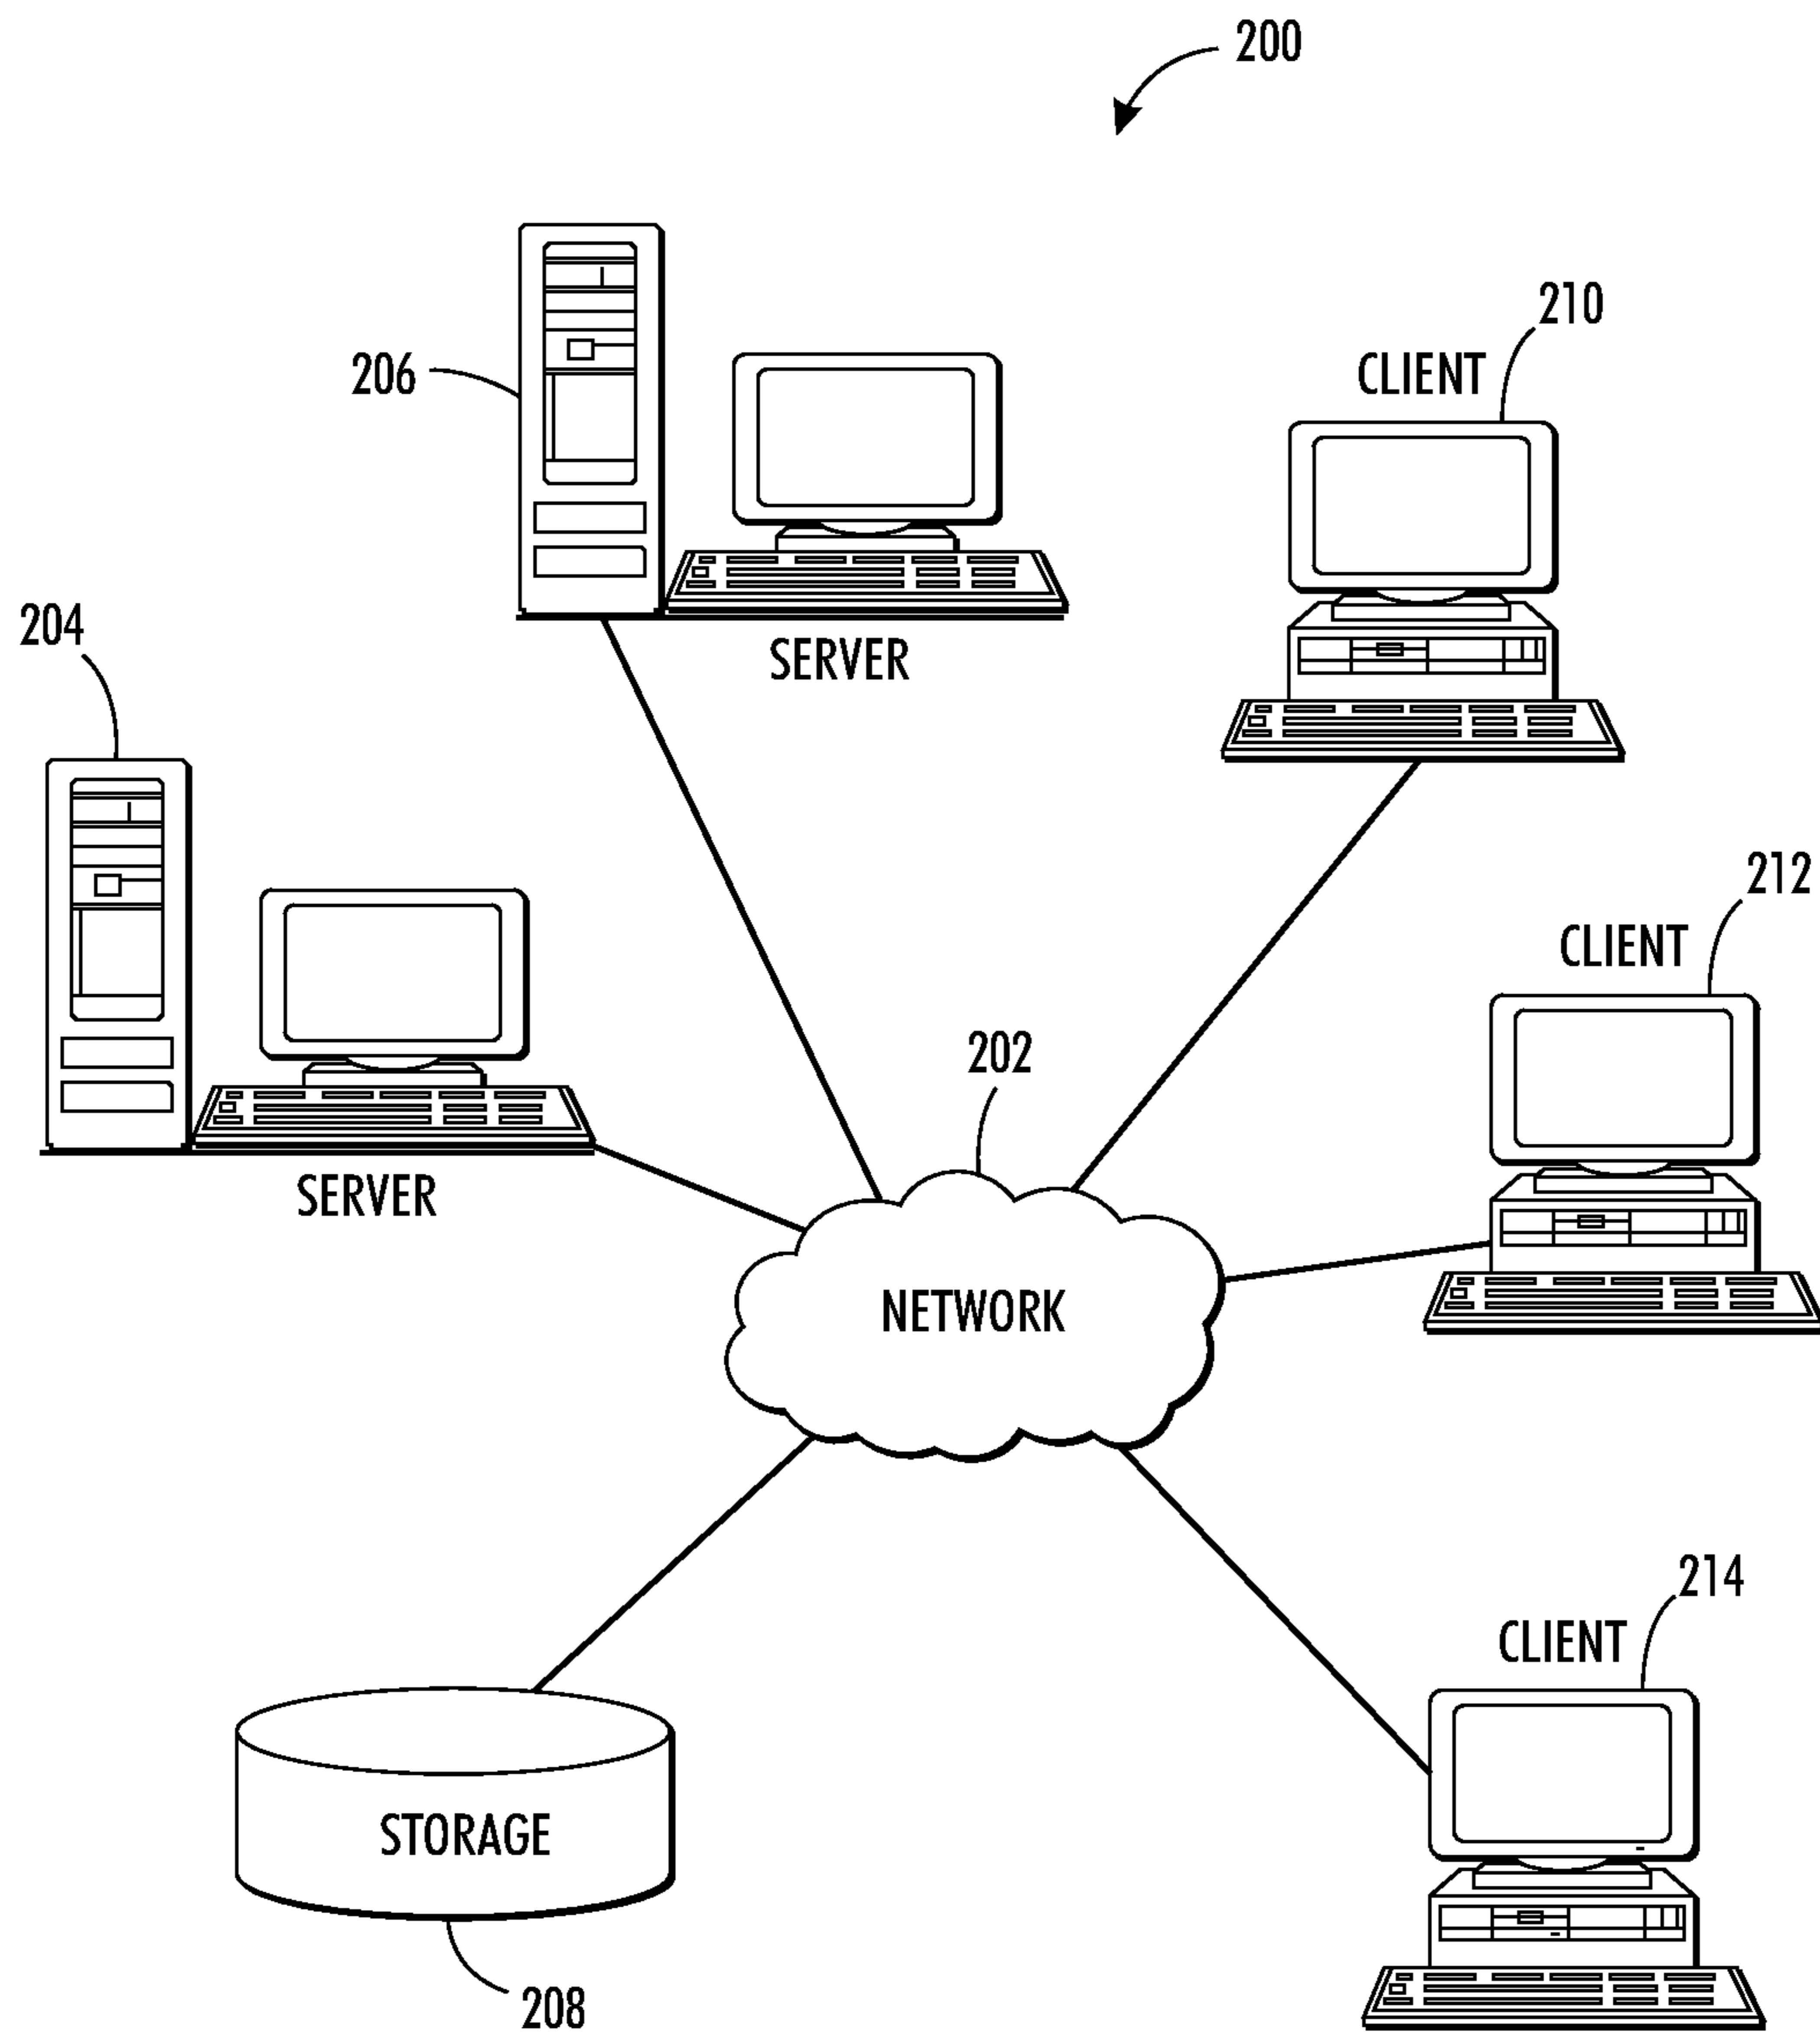 200
210
206
CLIENT
204
SERVER
212
CLIENT
202
SERVER
NETWORK
214
CLIENT
STORAGE
208